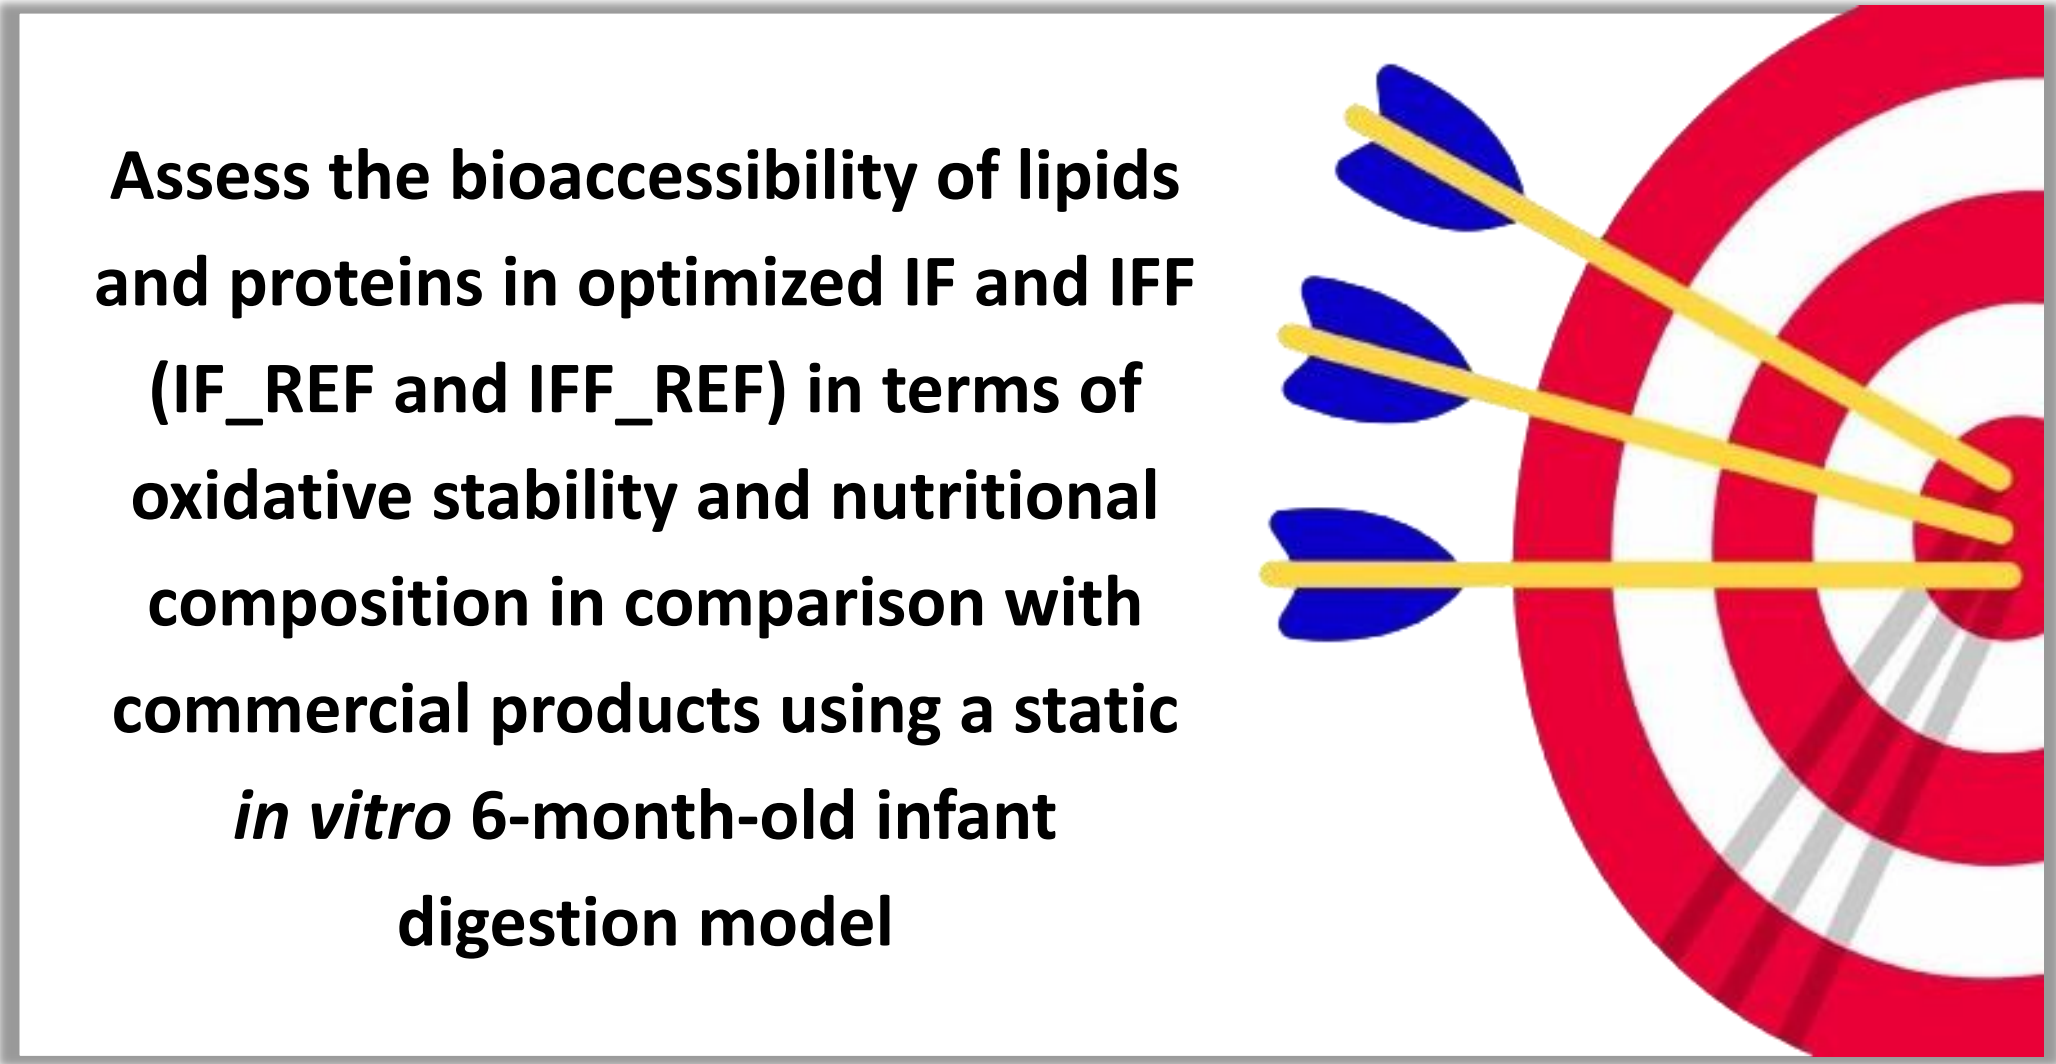 Assess the bioaccessibility of lipids
and proteins in optimized IF and IFF
(IF_REF and IFF_REF) in terms of
oxidative stability and nutritional
composition in comparison with
commercial products using a static
in vitro 6-month-old infant
digestion model